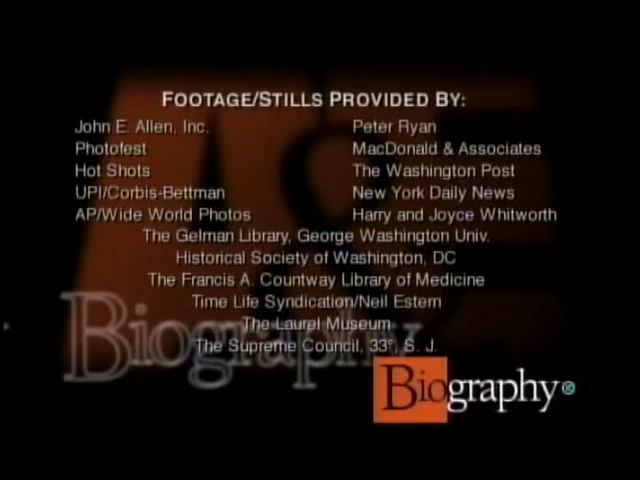 FOOTAGE/STILLS PROVIDED BY:
John E. Allen, Inc.
Peter Ryan
Photofest
MacDonald & Associates
Hot Shots
The Washington Post
UPI/Corbis-Bettman
New York Daily News
AP/Wide World Photos
Harry and Joyce Whitworth
The Gelman Library, George Washington Univ.
Historical Society of Washington, DC
The Francis A. Countway Library of Medicine
Time Life Syndication/Neil Estern
The Laurel Museum
The Supreme Council, 33°, S. J.
Biography
Biography®
A&E